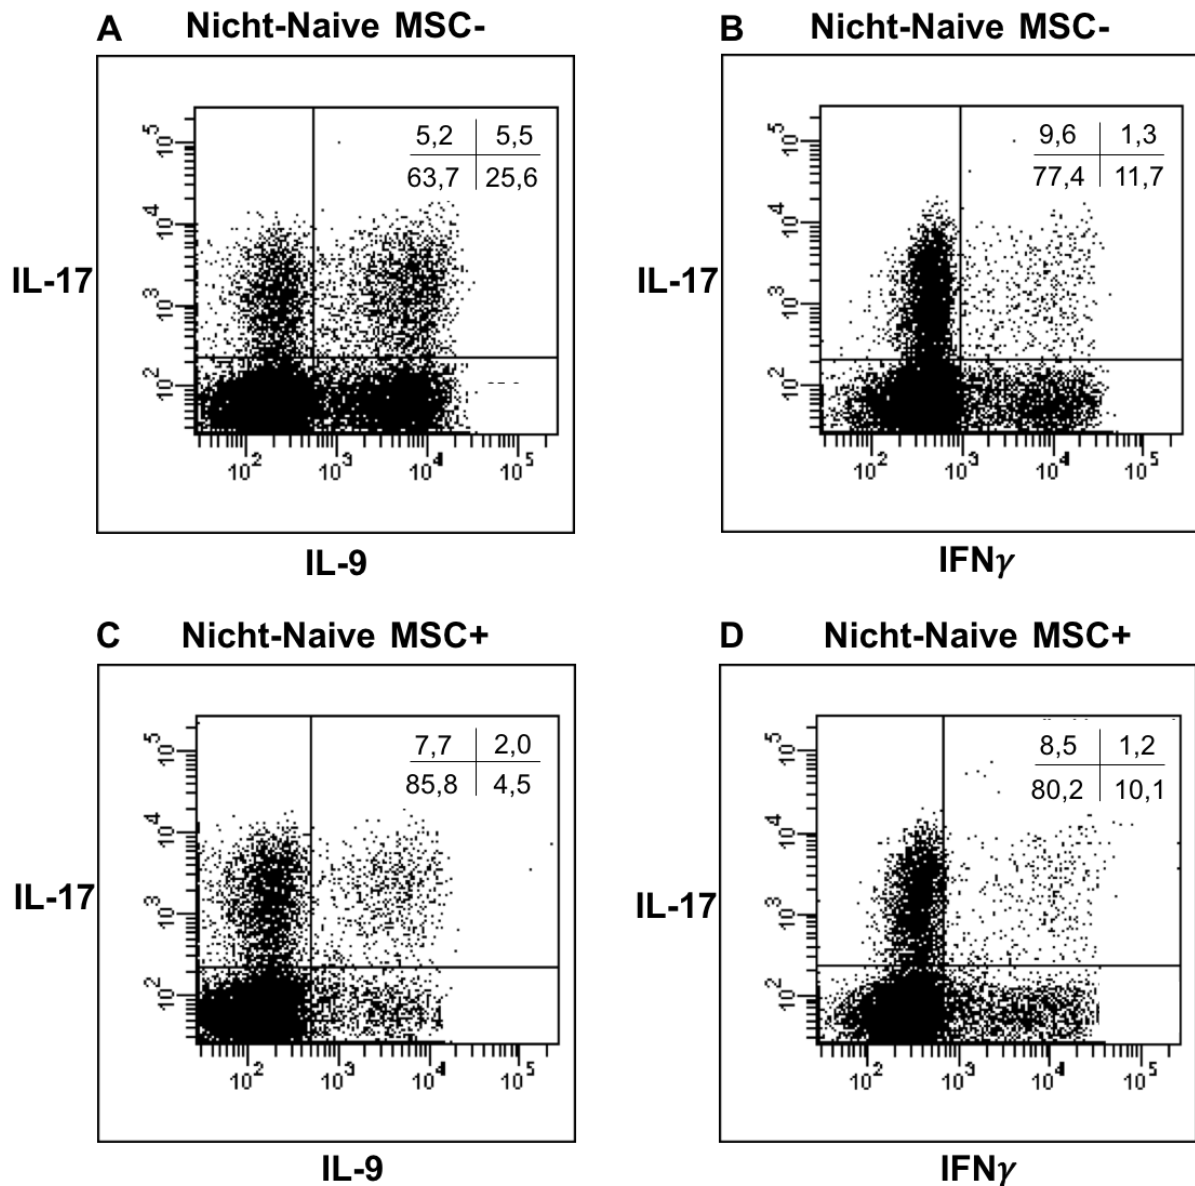 A Nicht-Naive MSC-
5,2 5,5
63,7 25,6
10^5
10^4
10^3
10^2
IL-17
10^2 10^3 10^4 10^5
IL-9
B Nicht-Naive MSC-
9,6 1,3
77,4 11,7
10^5
10^4
10^3
10^2
IL-17
10^2 10^3 10^4 10^5
IFNγ
C Nicht-Naive MSC+
7,7 2,0
85,8 4,5
10^5
10^4
10^3
10^2
IL-17
10^2 10^3 10^4 10^5
IL-9
D Nicht-Naive MSC+
8,5 1,2
80,2 10,1
10^5
10^4
10^3
10^2
IL-17
10^2 10^3 10^4 10^5
IFNγ